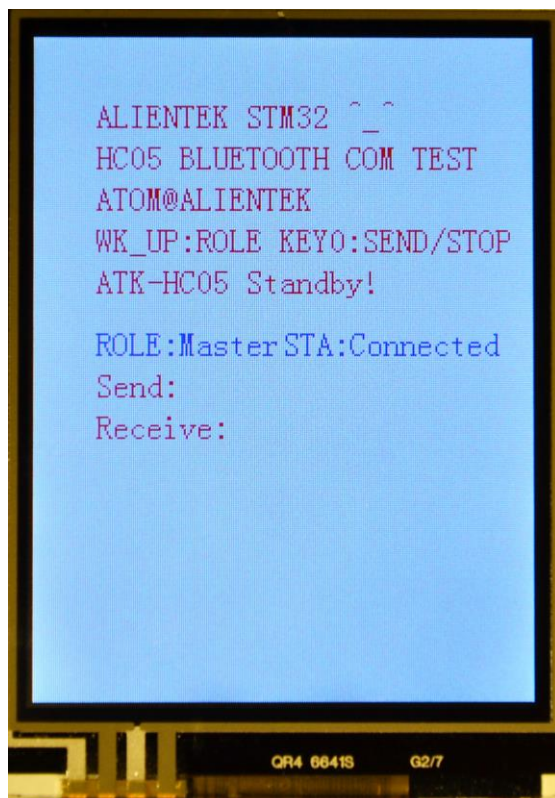 ALIENTEK STM32 ^_^
HC05 BLUETOOTH COM TEST
ATOM@ALIENTEK
WK_UP:ROLE KEY0:SEND/STOP
ATK-HC05 Standby!
ROLE:Master STA:Connected
Send:
Receive:
QR4 6641S G2/7